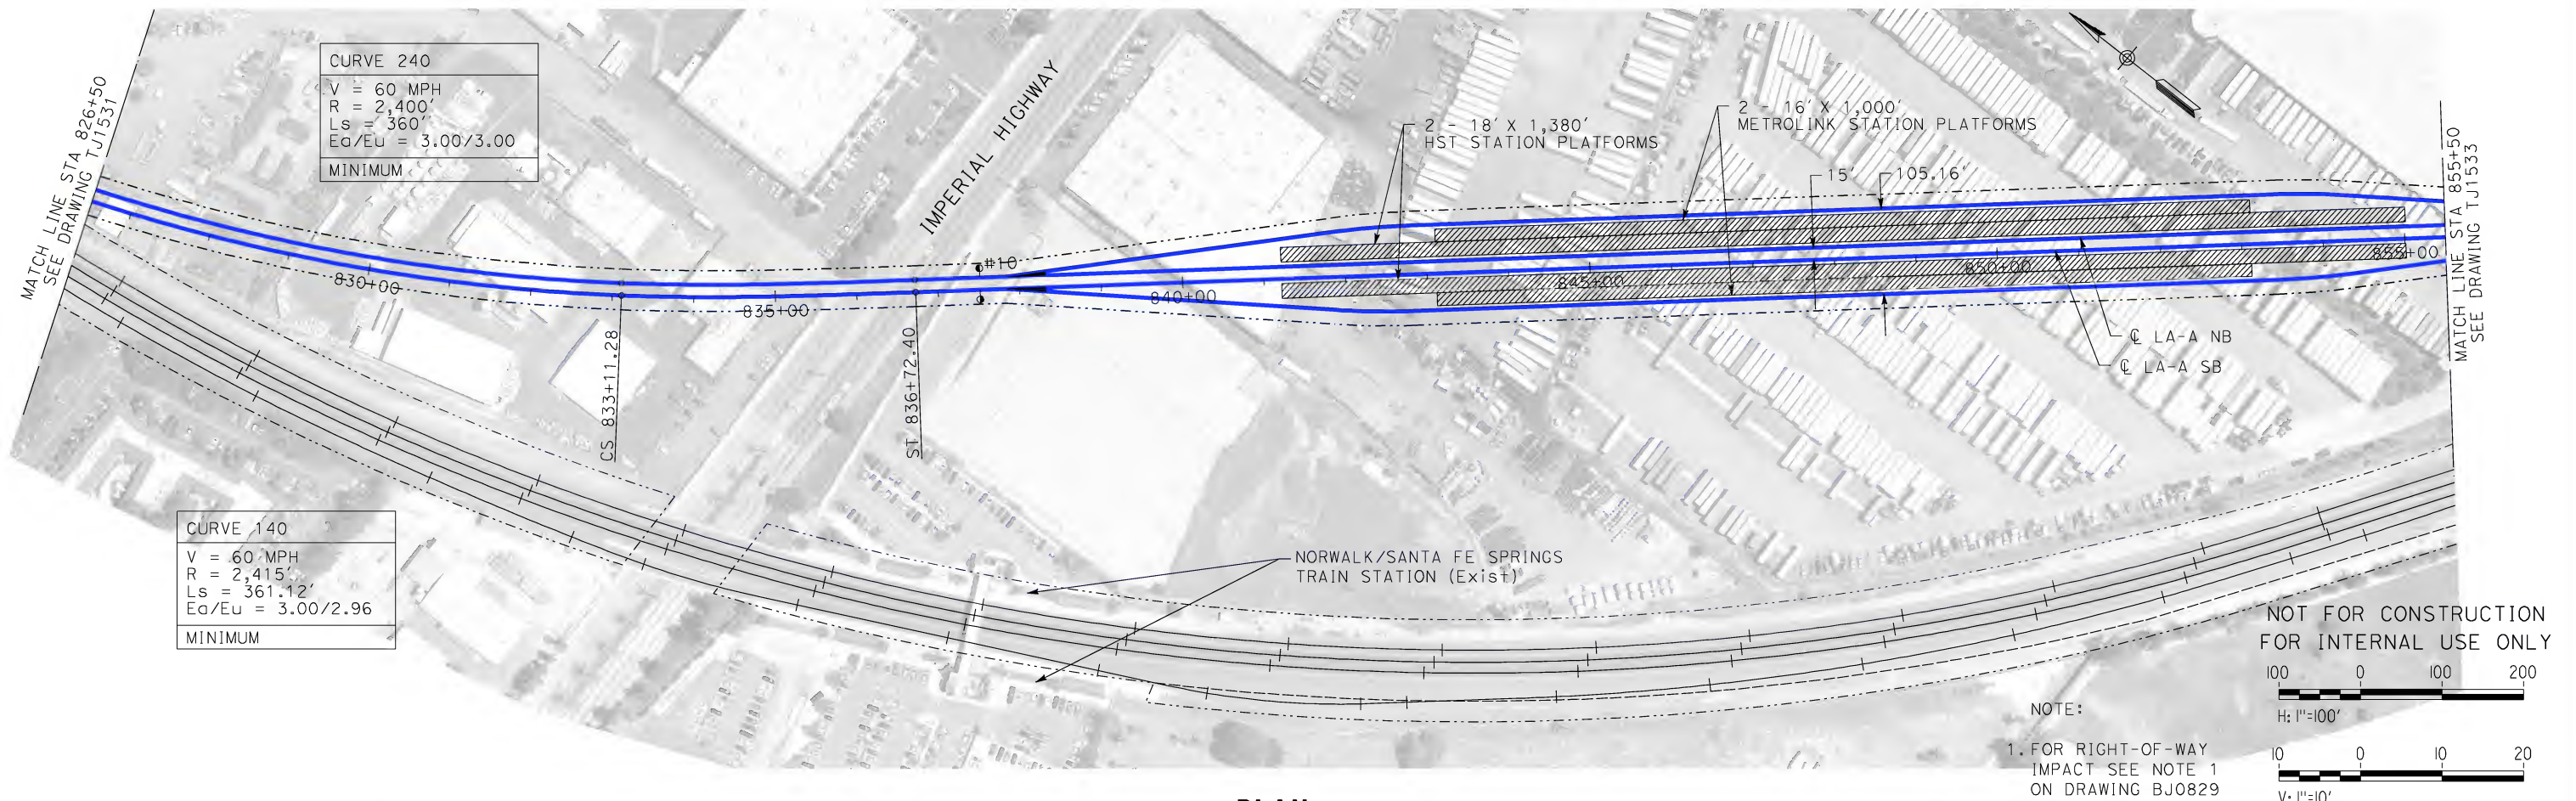 MATCH LINE STA 826+50
SEE DRAWING TJ1531
CURVE 240
V = 60 MPH
R = 2,400'
Ls = 360'
Ea/Eu = 3.00/3.00
MINIMUM
IMPERIAL HIGHWAY
2 - 18' X 1,380'
HST STATION PLATFORMS
2 - 16' X 1,000'
METROLINK STATION PLATFORMS
15'
105.16'
MATCH LINE STA 855+50
SEE DRAWING TJ1533
830+00
835+00
#10
840+00
845+00
850+00
855+00
CS 833+11.28
ST 836+72.40
℄ LA-A NB
℄ LA-A SB
CURVE 140
V = 60 MPH
R = 2,415'
Ls = 361.12'
Ea/Eu = 3.00/2.96
MINIMUM
NORWALK/SANTA FE SPRINGS
TRAIN STATION (Exist)
NOT FOR CONSTRUCTION
FOR INTERNAL USE ONLY
100 0 100 200
H: 1"=100'
NOTE:
1. FOR RIGHT-OF-WAY
IMPACT SEE NOTE 1
ON DRAWING BJ0829
10 0 10 20
V: 1"=10'